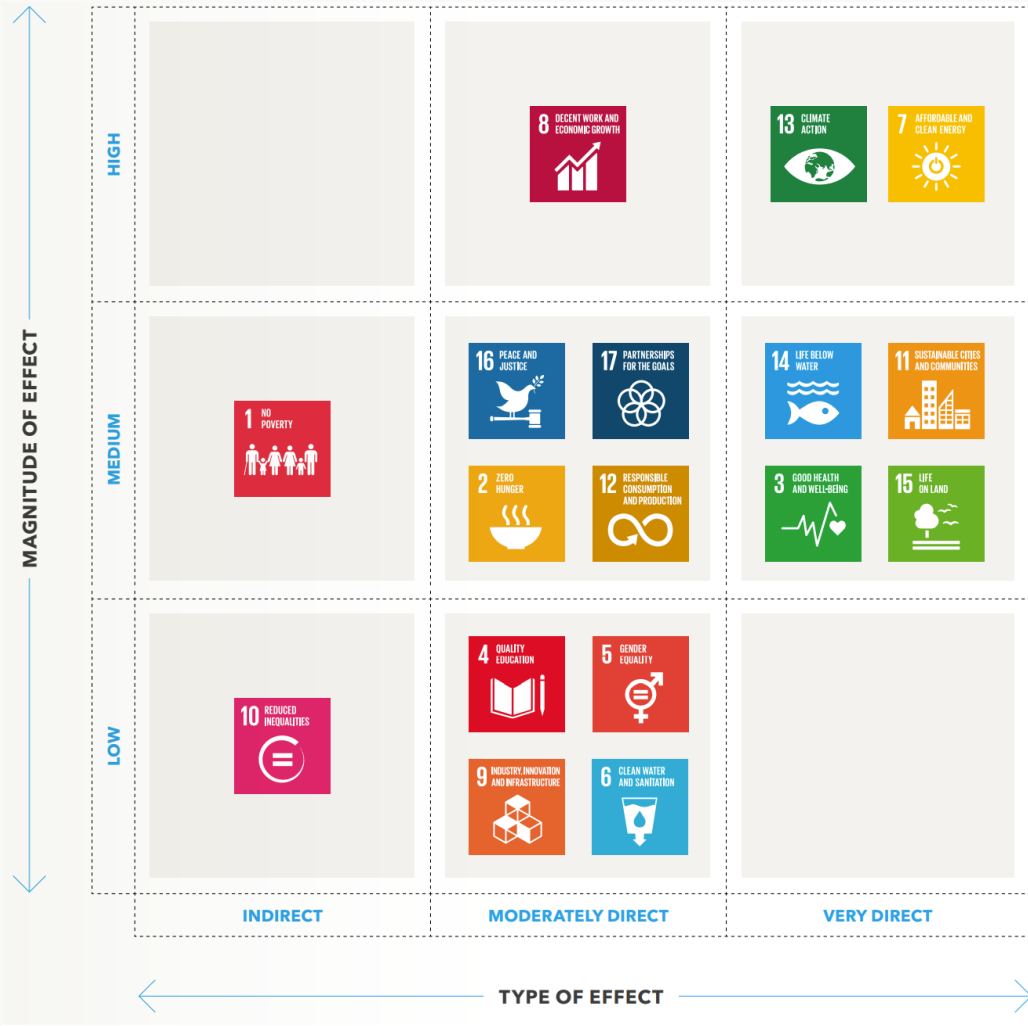 MAGNITUDE OF EFFECT
HIGH
8 DECENT WORK AND
ECONOMIC GROWTH
13 CLIMATE
ACTION
7 AFFORDABLE AND
CLEAN ENERGY
MEDIUM
1 NO
POVERTY
16 PEACE AND
JUSTICE
17 PARTNERSHIPS
FOR THE GOALS
2 ZERO
HUNGER
12 RESPONSIBLE
CONSUMPTION
AND PRODUCTION
14 LIFE BELOW
WATER
11 SUSTAINABLE CITIES
AND COMMUNITIES
3 GOOD HEALTH
AND WELL-BEING
15 LIFE
ON LAND
LOW
10 REDUCED
INEQUALITIES
4 QUALITY
EDUCATION
5 GENDER
EQUALITY
9 INDUSTRY, INNOVATION
AND INFRASTRUCTURE
6 CLEAN WATER
AND SANITATION
INDIRECT
MODERATELY DIRECT
VERY DIRECT
TYPE OF EFFECT